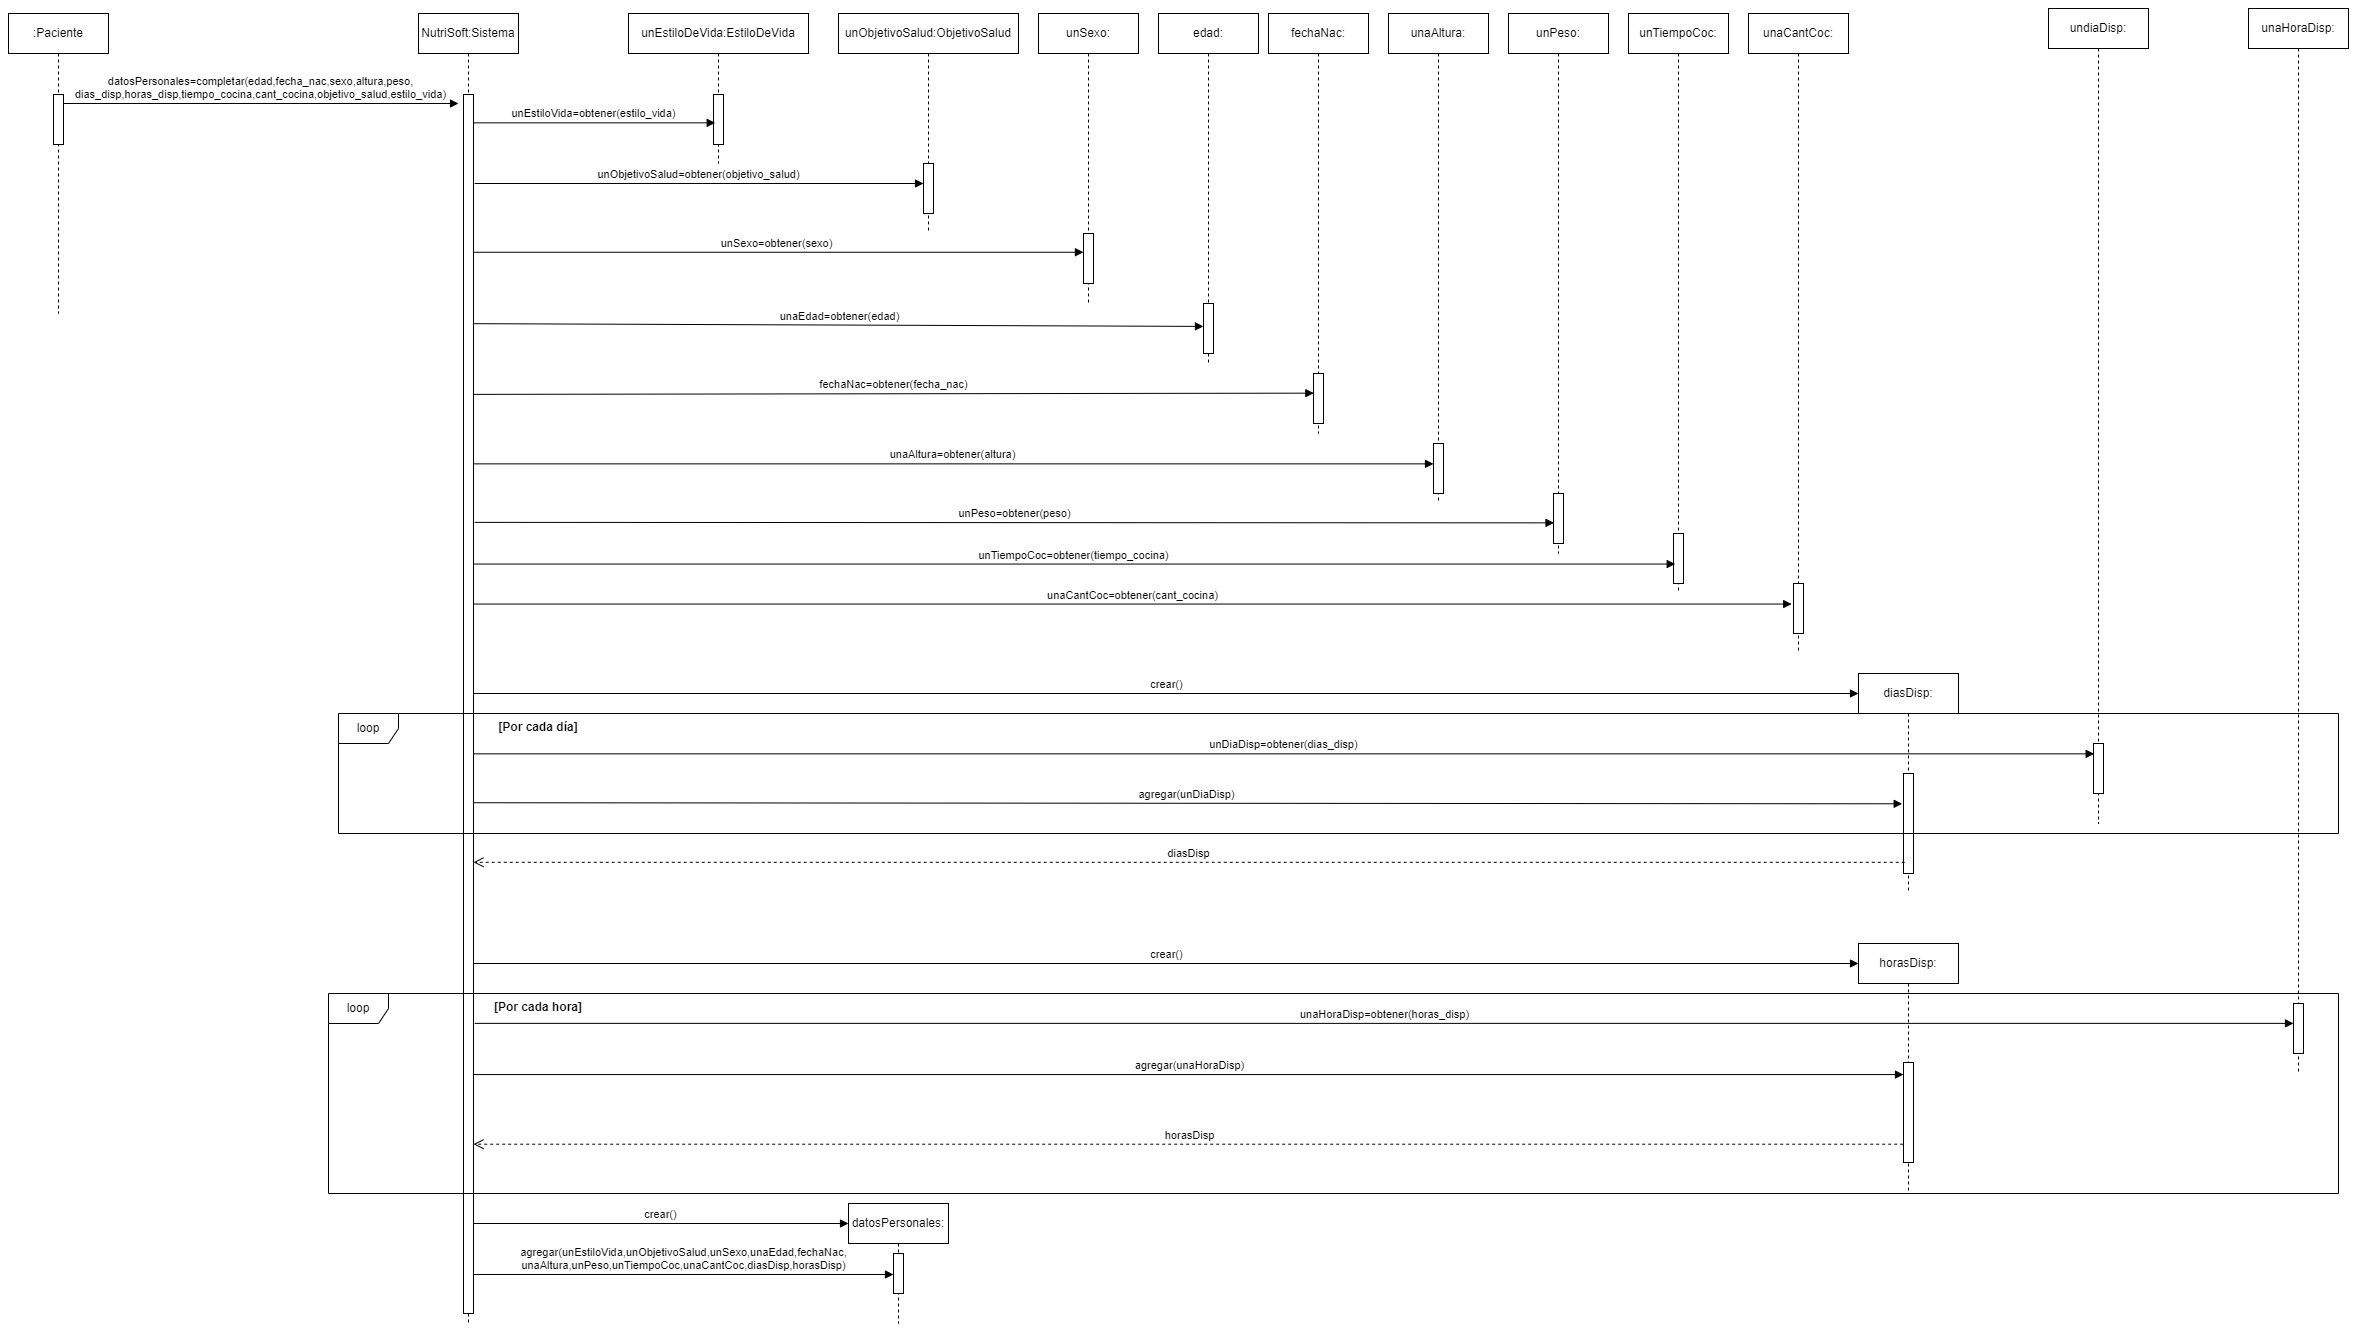 :Paciente
NutriSoft:Sistema
unEstiloDeVida:EstiloDeVida
unObjetivoSalud:ObjetivoSalud
unSexo:
edad:
fechaNac:
unaAltura:
unPeso:
unTiempoCoc:
unaCantCoc:
undiaDisp:
unaHoraDisp:
datosPersonales=completar(edad,fecha_nac,sexo,altura,peso,
dias_disp,horas_disp,tiempo_cocina,cant_cocina,objetivo_salud,estilo_vida)
unEstiloVida=obtener(estilo_vida)
unObjetivoSalud=obtener(objetivo_salud)
unSexo=obtener(sexo)
unaEdad=obtener(edad)
fechaNac=obtener(fecha_nac)
unaAltura=obtener(altura)
unPeso=obtener(peso)
unTiempoCoc=obtener(tiempo_cocina)
unaCantCoc=obtener(cant_cocina)
crear()
diasDisp:
loop
[Por cada día]
unDiaDisp=obtener(dias_disp)
agregar(unDiaDisp)
diasDisp
crear()
horasDisp:
loop
[Por cada hora]
unaHoraDisp=obtener(horas_disp)
agregar(unaHoraDisp)
horasDisp
crear()
datosPersonales:
agregar(unEstiloVida,unObjetivoSalud,unSexo,unaEdad,fechaNac,
unaAltura,unPeso,unTiempoCoc,unaCantCoc,diasDisp,horasDisp)